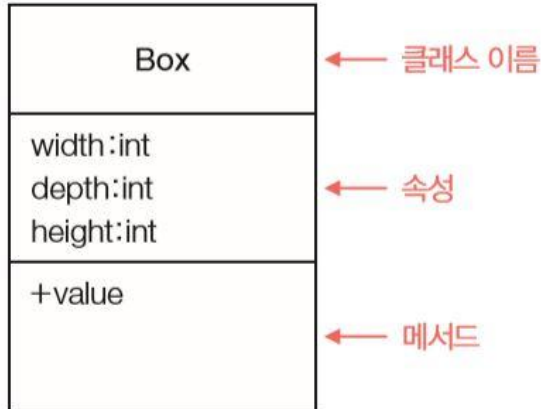 Box
클래스 이름
width:int
depth:int
속성
height:int
+value
메서드